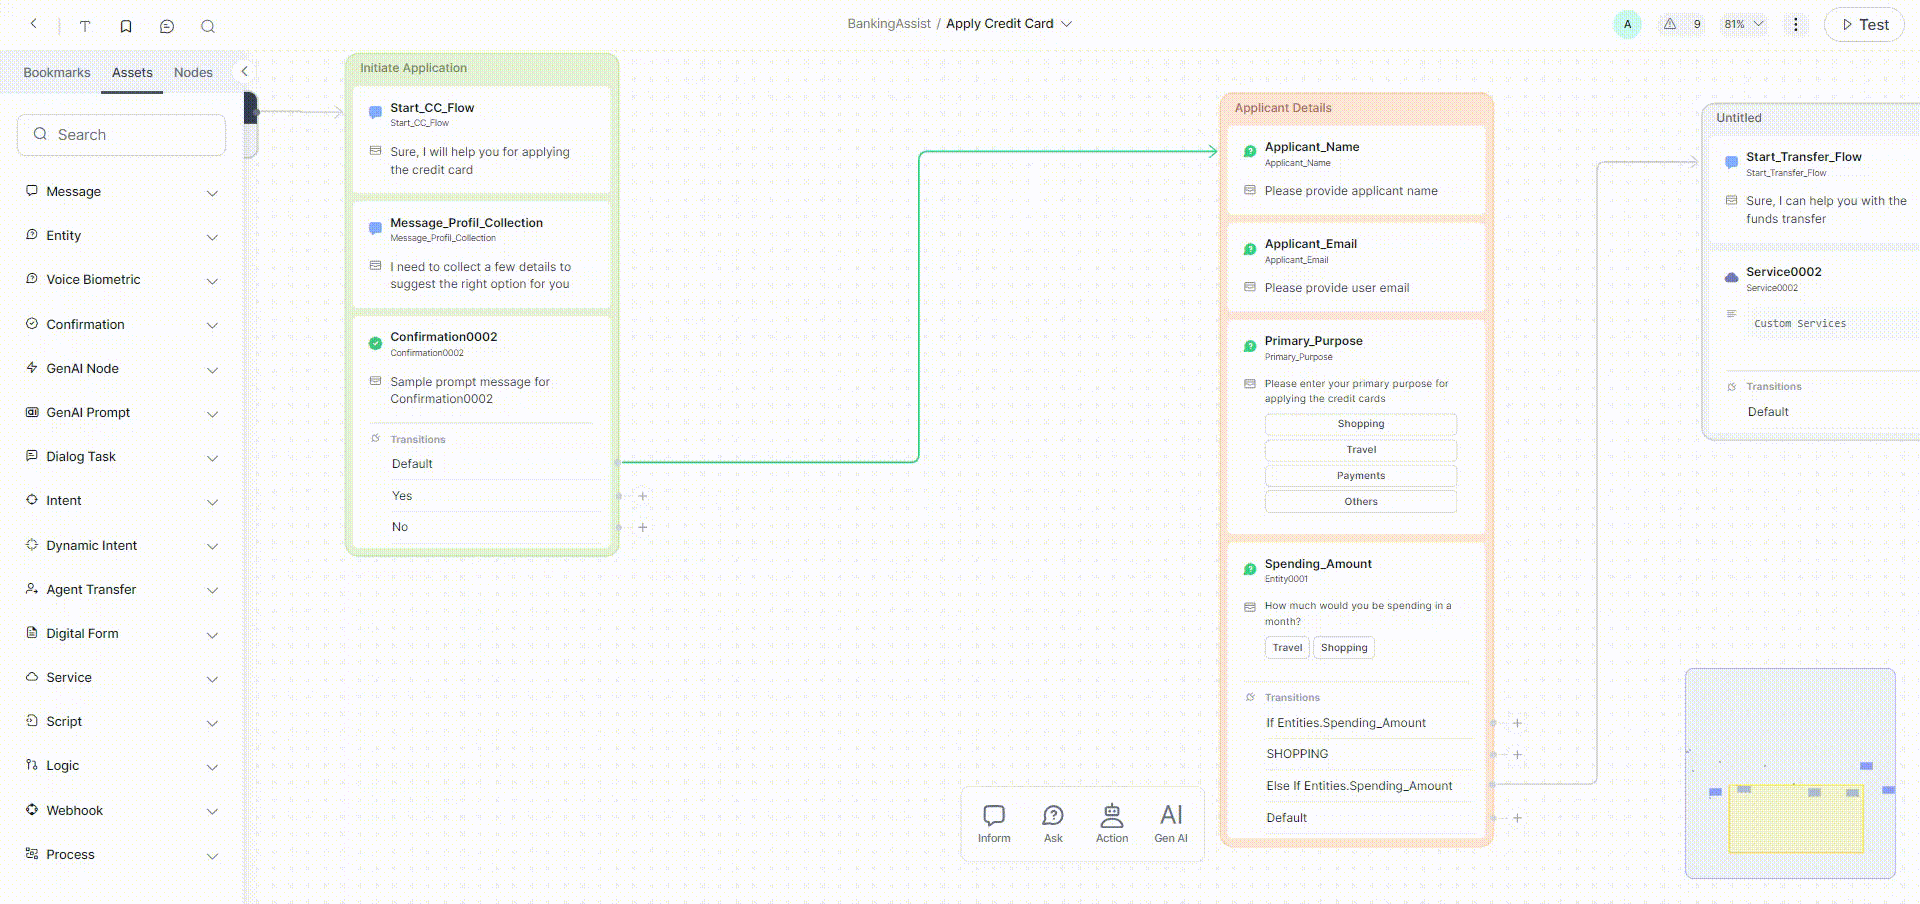 BankingAssist / Apply Credit Card
A
9
81%
Test
Bookmarks
Assets
Nodes
Search
Message
Entity
Voice Biometric
Confirmation
GenAI Node
GenAI Prompt
Dialog Task
Intent
Dynamic Intent
Agent Transfer
Digital Form
Service
Script
Logic
Webhook
Process
Initiate Application
Start_CC_Flow
Start_CC_Flow
Sure, I will help you for applying
the credit card
Message_Profil_Collection
Message_Profil_Collection
I need to collect a few details to
suggest the right option for you
Confirmation0002
Confirmation0002
Sample prompt message for
Confirmation0002
Transitions
Default
Yes
No
Applicant Details
Applicant_Name
Applicant_Name
Please provide applicant name
Applicant_Email
Applicant_Email
Please provide user email
Primary_Purpose
Primary_Purpose
Please enter your primary purpose for
applying the credit cards
Shopping
Travel
Payments
Others
Spending_Amount
Entity0001
How much would you be spending in a
month?
Travel
Shopping
Transitions
If Entities.Spending_Amount
SHOPPING
Else If Entities.Spending_Amount
Default
Untitled
Start_Transfer_Flow
Start_Transfer_Flow
Sure, I can help you with the
funds transfer
Service0002
Service0002
Custom Services
Transitions
Default
Inform
Ask
Action
AI
Gen AI